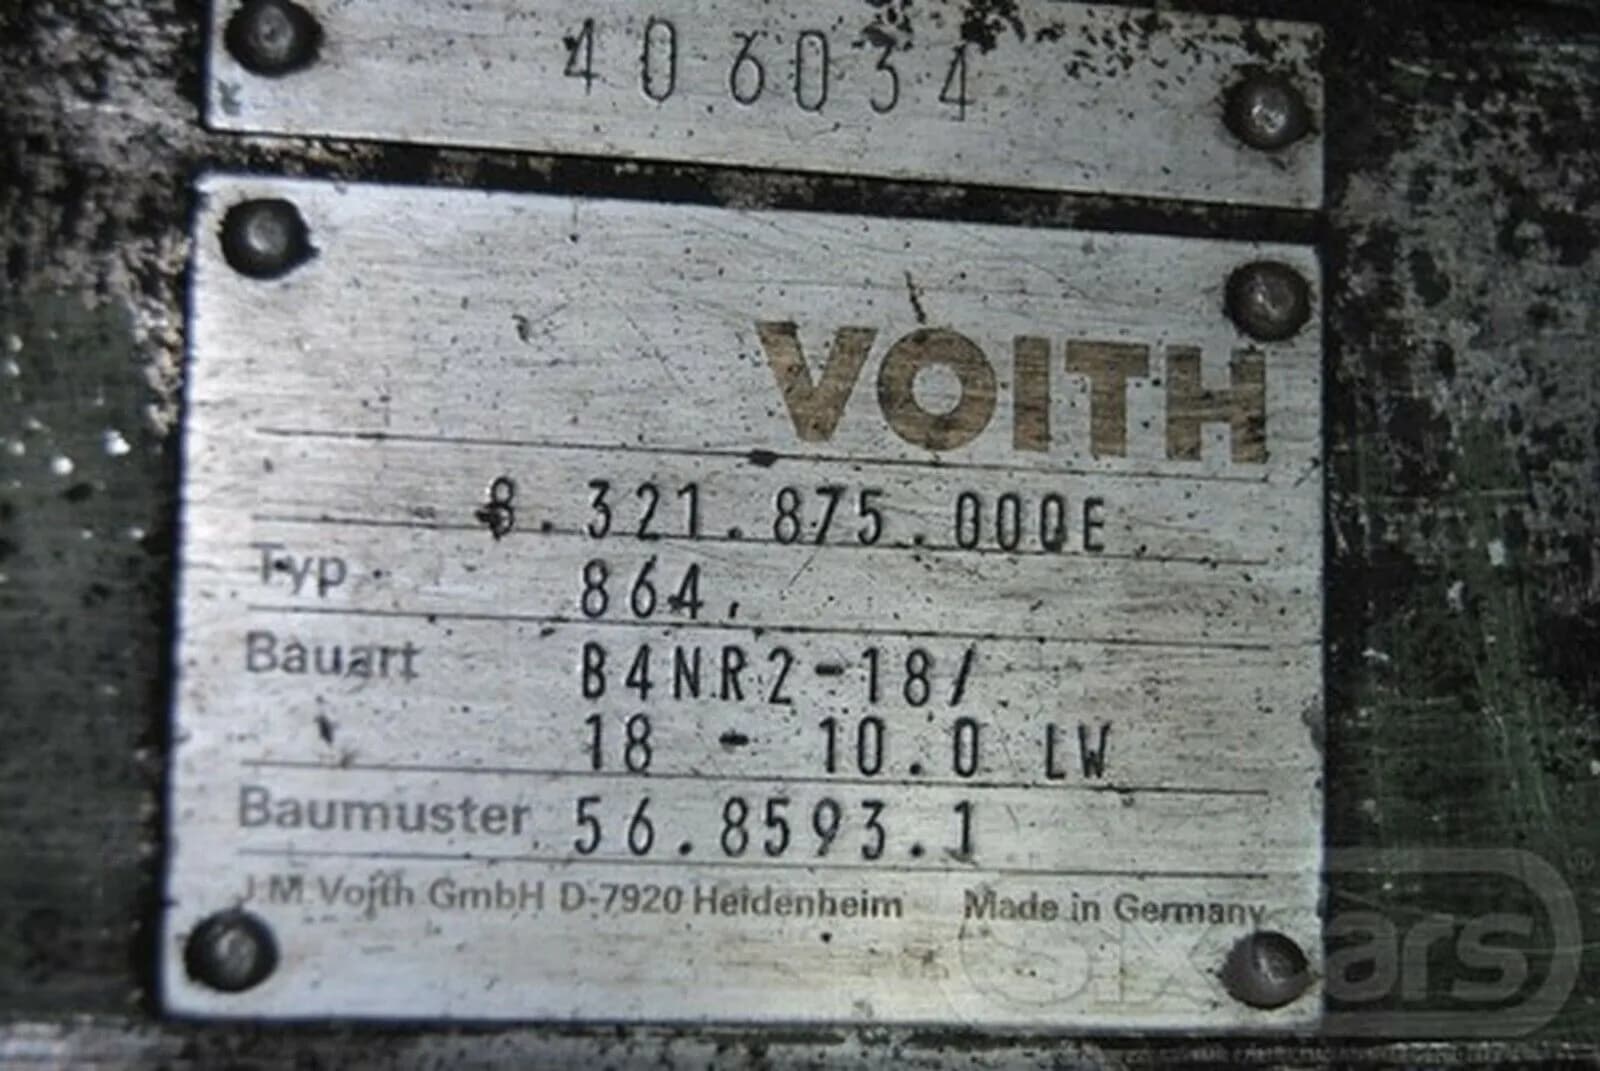 406034
VOITH
8.321.875.000E
Typ 864.
Bauart B4NR2-18/
18 - 10.0 LW
Baumuster 56.8593.1
J.M. Voith GmbH D-7920 Heidenheim Made in Germany